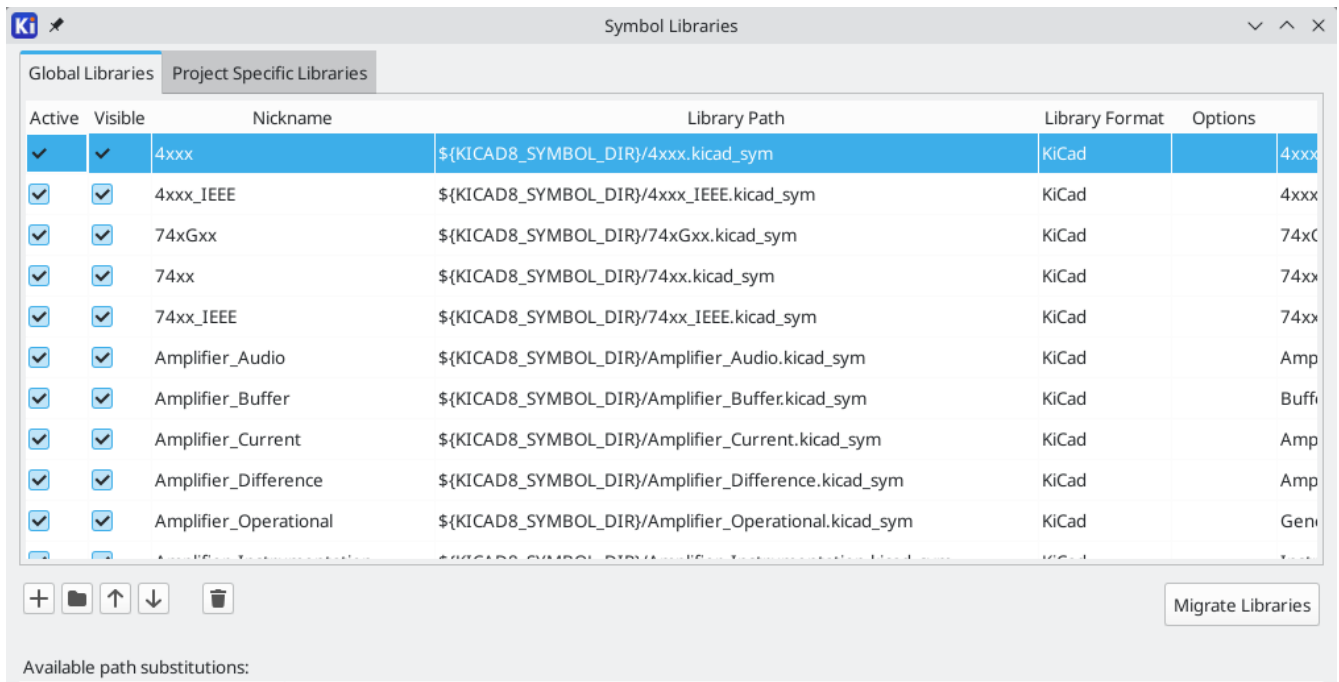 Ki Symbol Libraries
Global Libraries Project Specific Libraries
Active Visible Nickname Library Path Library Format Options
4xxx ${KICAD8_SYMBOL_DIR}/4xxx.kicad_sym KiCad 4xxx
4xxx_IEEE ${KICAD8_SYMBOL_DIR}/4xxx_IEEE.kicad_sym KiCad 4xxx
74xGxx ${KICAD8_SYMBOL_DIR}/74xGxx.kicad_sym KiCad
74xx ${KICAD8_SYMBOL_DIR}/74xx.kicad_sym KiCad 74xx
74xx_IEEE ${KICAD8_SYMBOL_DIR}/74xx_IEEE.kicad_sym KiCad 74xx
Amplifier_Audio ${KICAD8_SYMBOL_DIR}/Amplifier_Audio.kicad_sym KiCad Amp
Amplifier_Buffer ${KICAD8_SYMBOL_DIR}/Amplifier_Buffer.kicad_sym KiCad Buff
Amplifier_Current ${KICAD8_SYMBOL_DIR}/Amplifier_Current.kicad_sym KiCad Amp
Amplifier_Difference ${KICAD8_SYMBOL_DIR}/Amplifier_Difference.kicad_sym KiCad Amp
Amplifier_Operational ${KICAD8_SYMBOL_DIR}/Amplifier_Operational.kicad_sym KiCad Gen
Migrate Libraries
Available path substitutions: